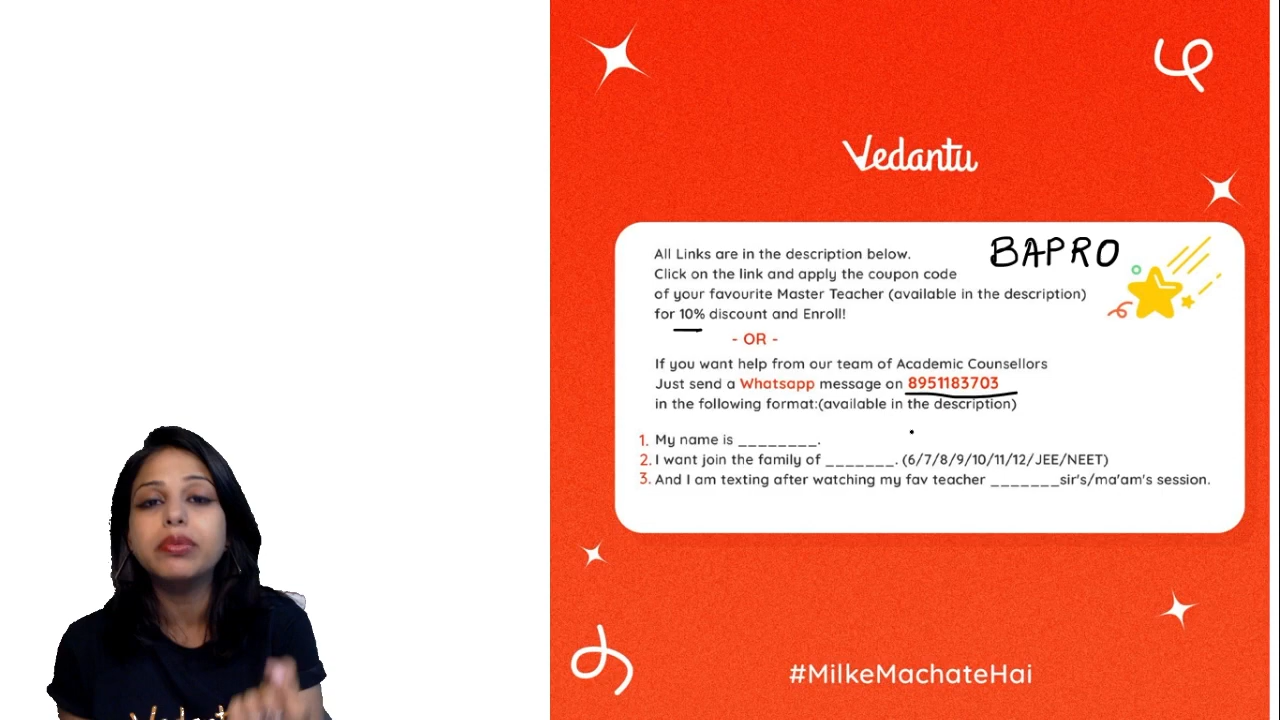 Vedantu
All Links are in the description below.
BAPRO
Click on the link and apply the coupon code
of your favourite Master Teacher (available in the description)
for 10% discount and Enroll!
- OR -
If you want help from our team of Academic Counsellors
Just send a Whatsapp message on 8951183703
in the following format:(available in the description)
1. My name is ________.
2. I want join the family of _______. (6/7/8/9/10/11/12/JEE/NEET)
3. And I am texting after watching my fav teacher _______sir's/ma'am's session.
#MilkeMachateHai